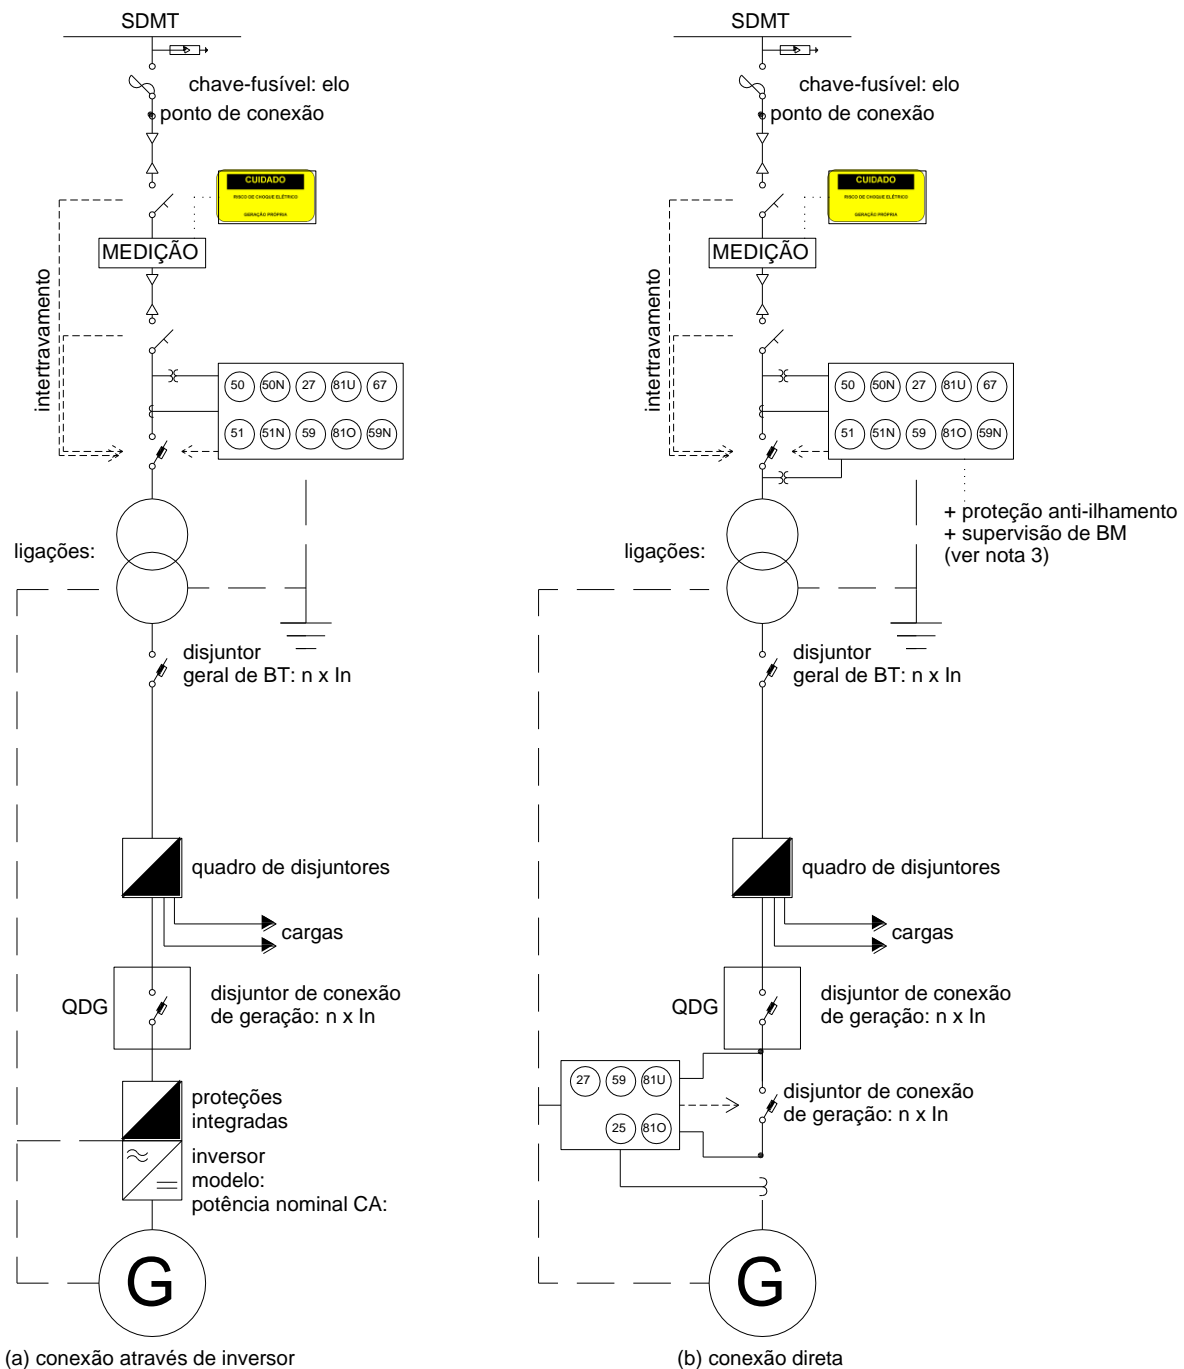 SDMT
chave-fusível: elo
ponto de conexão
CUIDADO
RISCO DE CHOQUE ELÉTRICO
GERAÇÃO PRÓPRIA
MEDIÇÃO
intertravamento
50 50N 27 81U 67
51 51N 59 81O 59N
ligações:
disjuntor
geral de BT: n x In
quadro de disjuntores
cargas
QDG
disjuntor de conexão
de geração: n x In
proteções
integradas
inversor
modelo:
potência nominal CA:
G
(a) conexão através de inversor
SDMT
chave-fusível: elo
ponto de conexão
CUIDADO
RISCO DE CHOQUE ELÉTRICO
GERAÇÃO PRÓPRIA
MEDIÇÃO
intertravamento
50 50N 27 81U 67
51 51N 59 81O 59N
+ proteção anti-ilhamento
+ supervisão de BM
(ver nota 3)
ligações:
disjuntor
geral de BT: n x In
quadro de disjuntores
cargas
QDG
disjuntor de conexão
de geração: n x In
27 59 81U
25 81O
disjuntor de conexão
de geração: n x In
G
(b) conexão direta